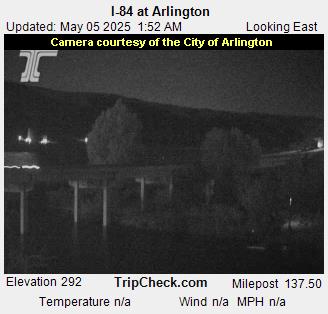 I-84 at Arlington
Updated: May 05 2025 1:52 AM Looking East
Camera courtesy of the City of Arlington
Elevation 292 TripCheck.com Milepost 137.50
Temperature n/a Wind n/a MPH n/a